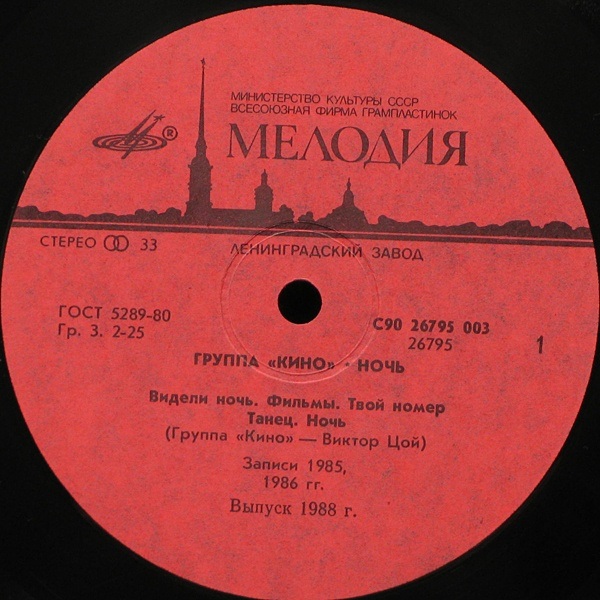 МИНИСТЕРСТВО КУЛЬТУРЫ СССР
ВСЕСОЮЗНАЯ ФИРМА ГРАМПЛАСТИНОК
МЕЛОДИЯ
®
СТЕРЕО 33
ЛЕНИНГРАДСКИЙ ЗАВОД
ГОСТ 5289-80
Гр. 3. 2-25
С90 26795 003
26795
1
ГРУППА «КИНО» · НОЧЬ
Видели ночь. Фильмы. Твой номер
Танец. Ночь
(Группа «Кино» — Виктор Цой)
Записи 1985,
1986 гг.
Выпуск 1988 г.